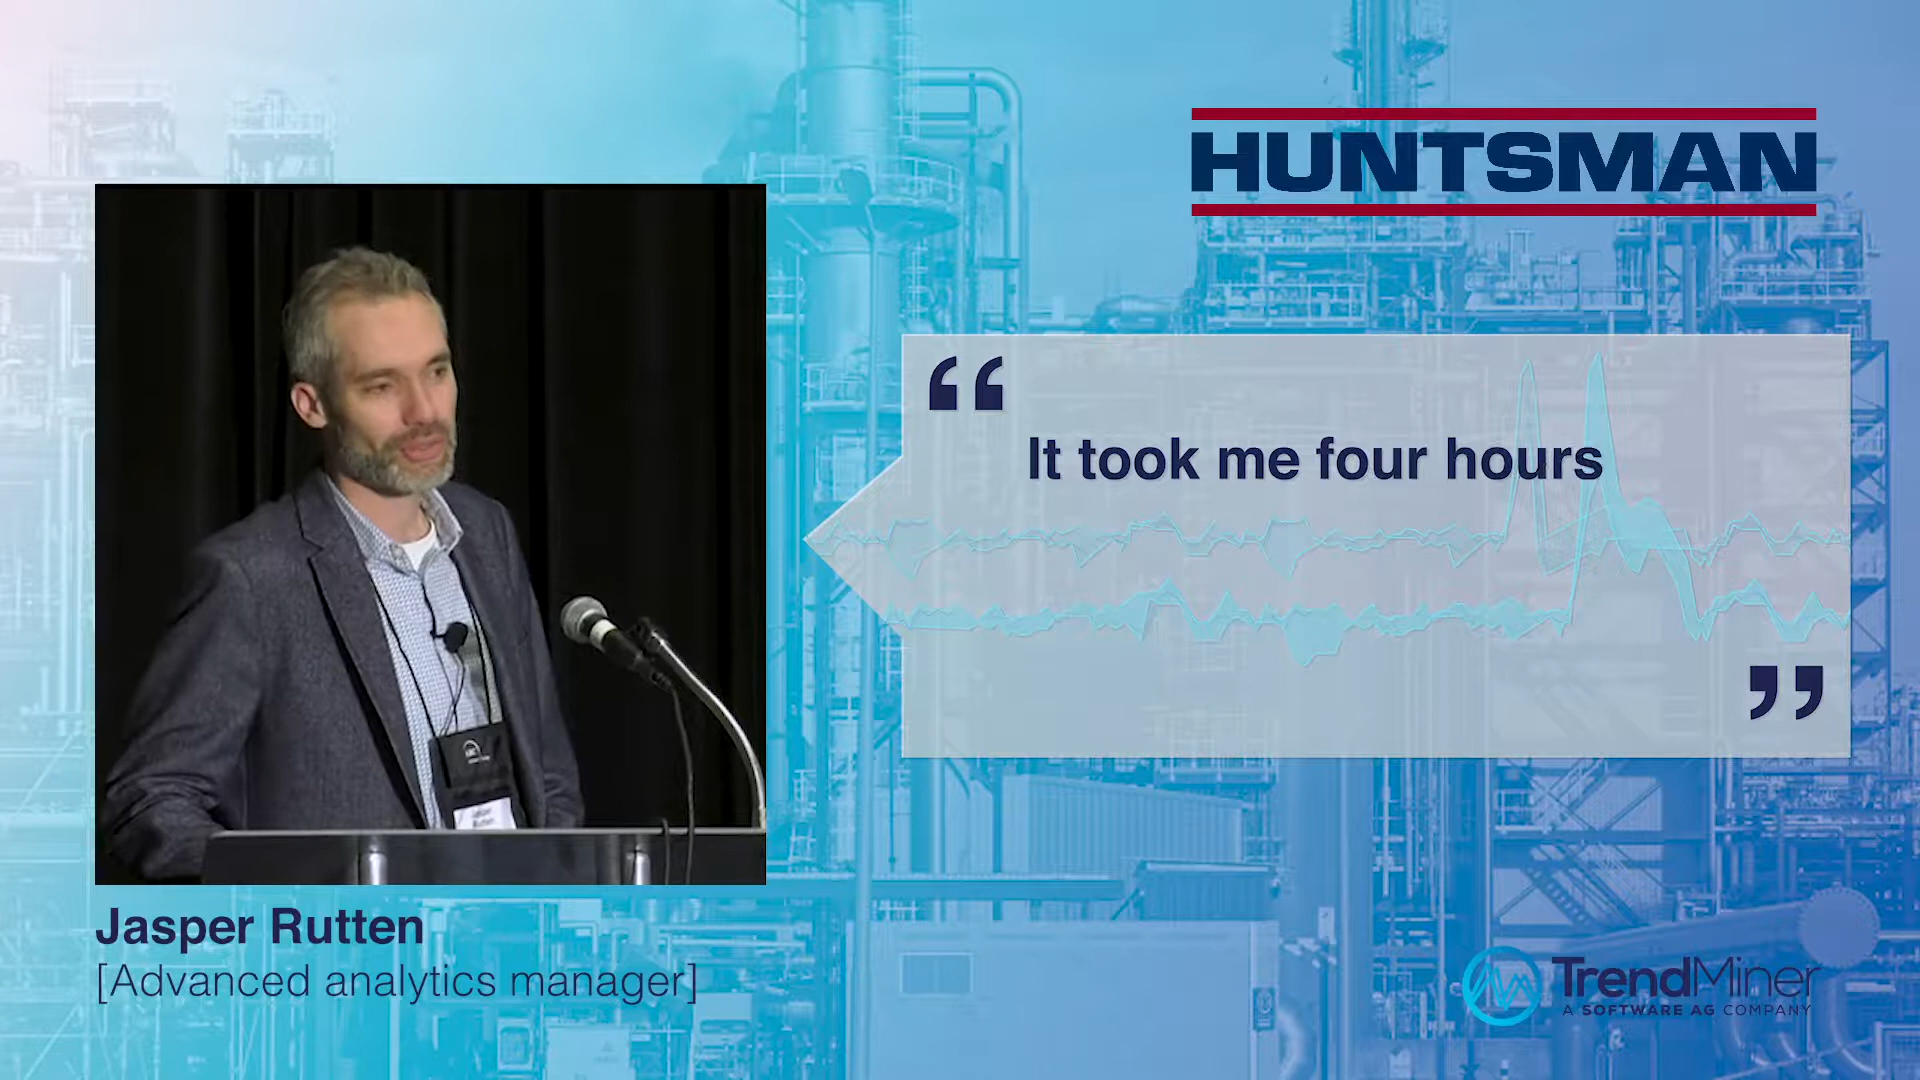 HUNTSMAN
“
It took me four hours
”
Jasper Rutten
[Advanced analytics manager]
TrendMiner
A SOFTWARE AG COMPANY